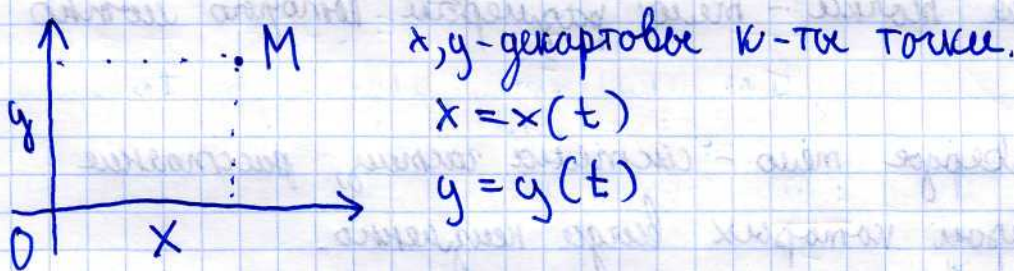 M
x,y-декартовы к-ты точки.
x = x(t)
y
y = y(t)
O
X